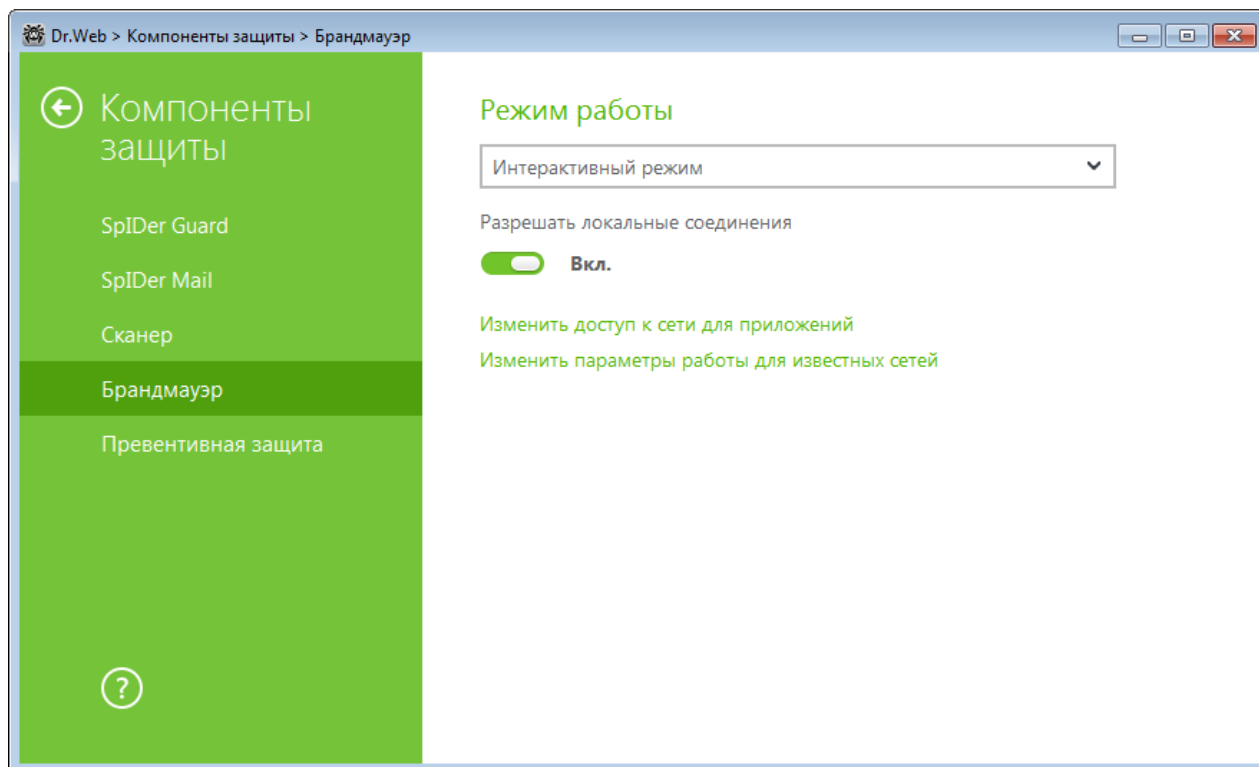 Dr.Web > Компоненты защиты > Брандмауэр
Компоненты
защиты
SpIDer Guard
SpIDer Mail
Сканер
Брандмауэр
Превентивная защита
?
Режим работы
Интерактивный режим
Разрешать локальные соединения
Вкл.
Изменить доступ к сети для приложений
Изменить параметры работы для известных сетей